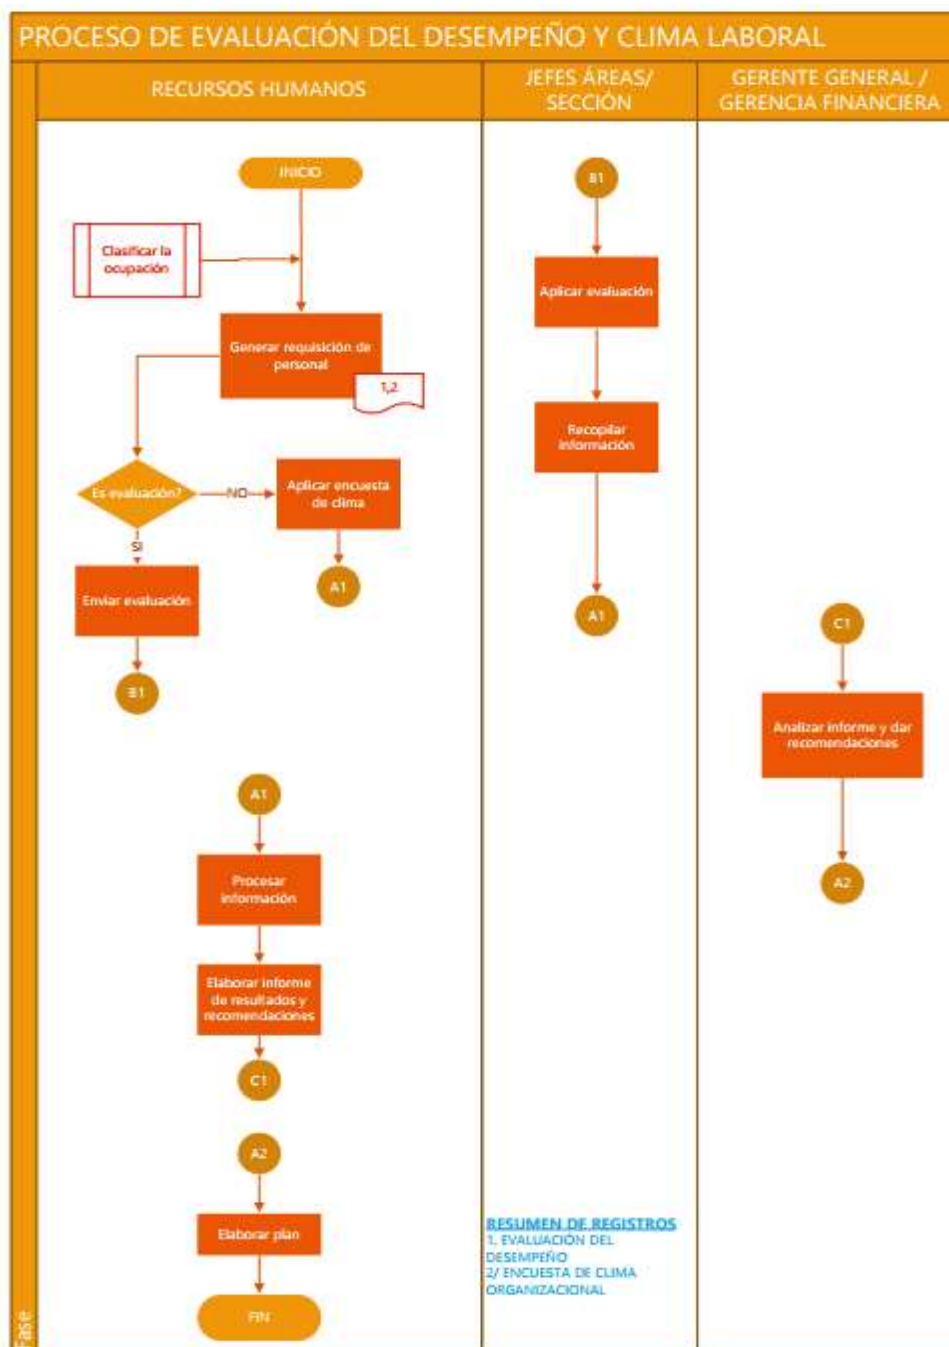 PROCESO DE EVALUACIÓN DEL DESEMPEÑO Y CLIMA LABORAL
RECURSOS HUMANOS
JEFES ÁREAS/
SECCIÓN
GERENTE GENERAL /
GERENCIA FINANCIERA
INICIO
Clasificar la
ocupación
Generar requisición de
personal
1,2
Es evaluación?
NO
Aplicar encuesta
de clima
SI
A1
Enviar evaluación
B1
A1
Procesar
información
Elaborar informe
de resultados y
recomendaciones
C1
A2
Elaborar plan
FIN
B1
Aplicar evaluación
Recopilar
información
A1
RESUMEN DE REGISTROS
1. EVALUACIÓN DEL
DESEMPEÑO
2/ ENCUESTA DE CLIMA
ORGANIZACIONAL
C1
Analizar informe y dar
recomendaciones
A2
Fase